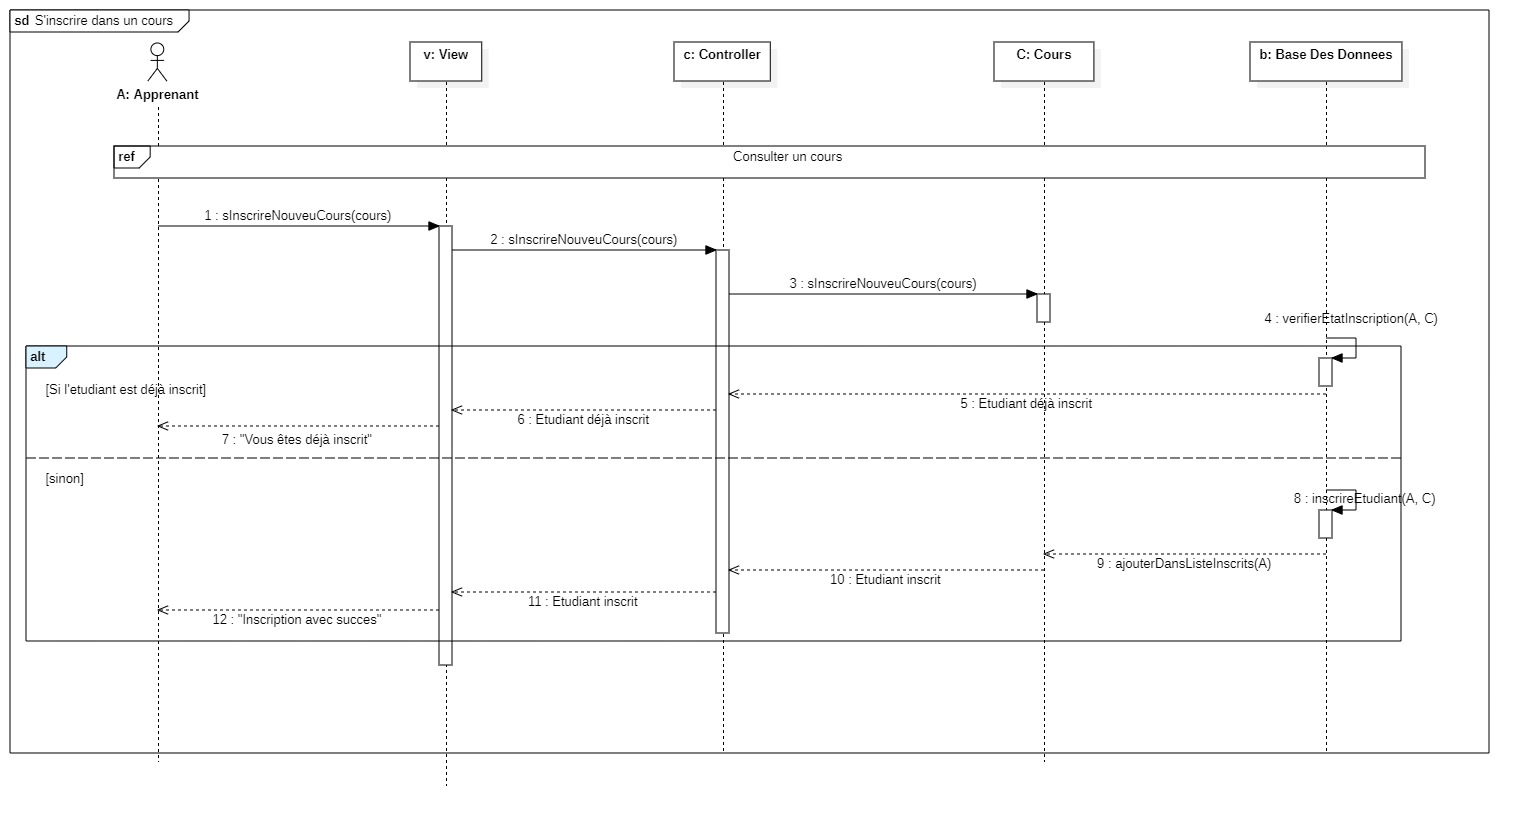 sd S'inscrire dans un cours
A: Apprenant
v: View
c: Controller
C: Cours
b: Base Des Donnees
ref
Consulter un cours
1 : sInscrireNouveuCours(cours)
2 : sInscrireNouveuCours(cours)
3 : sInscrireNouveuCours(cours)
4 : verifierEtatInscription(A, C)
alt
[Si l'etudiant est déjà inscrit]
5 : Etudiant déjà inscrit
6 : Etudiant déjà inscrit
7 : "Vous êtes déjà inscrit"
[sinon]
8 : inscrireEtudiant(A, C)
9 : ajouterDansListeInscrits(A)
10 : Etudiant inscrit
11 : Etudiant inscrit
12 : "Inscription avec succes"